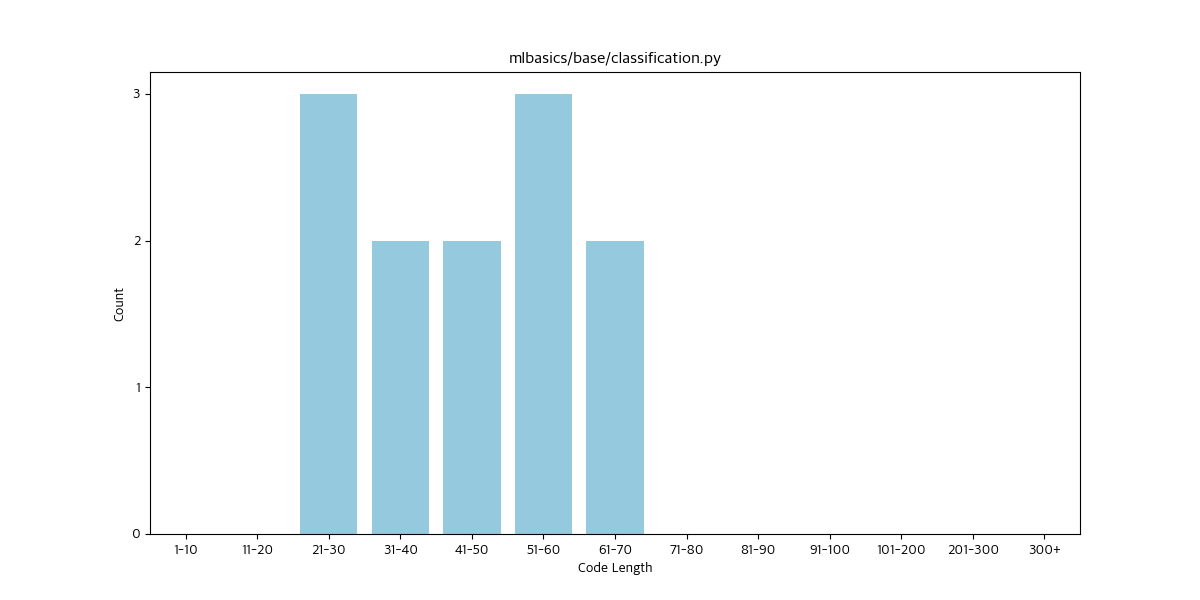 mlbasics/base/classification.py
3
2
1
0
Count
1-10 11-20 21-30 31-40 41-50 51-60 61-70 71-80 81-90 91-100 101-200 201-300 300+
Code Length